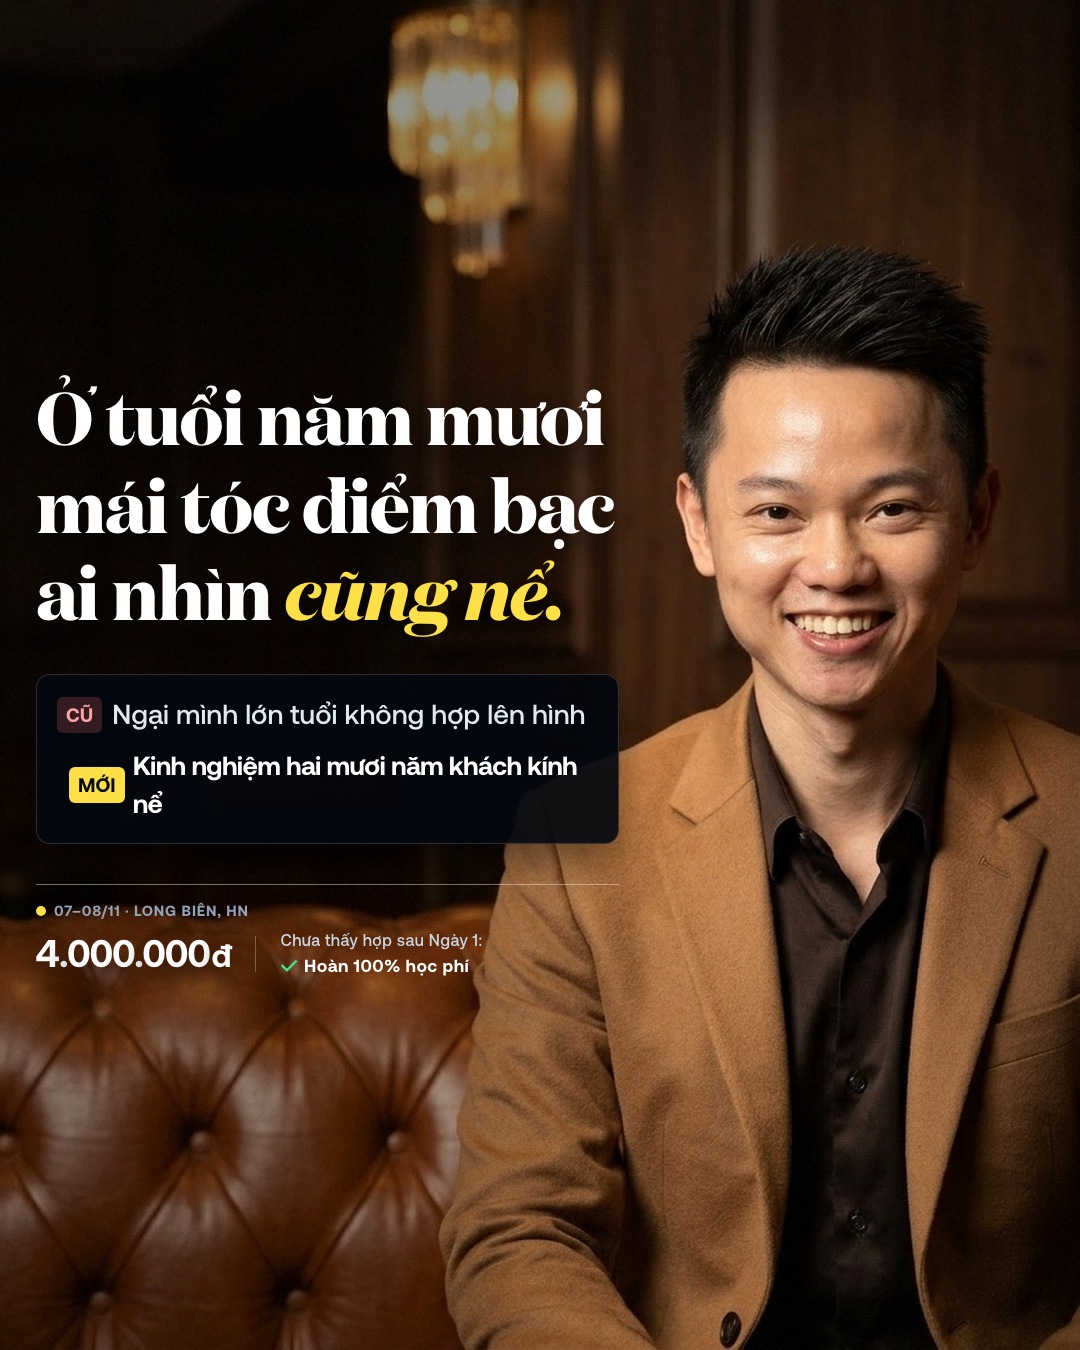 Ở tuổi năm mươi
mái tóc điểm bạc
ai nhìn cũng nể.
CŨ Ngại mình lớn tuổi không hợp lên hình
MỚI Kinh nghiệm hai mươi năm khách kính
nể
07–08/11 · LONG BIÊN, HN
4.000.000đ
Chưa thấy hợp sau Ngày 1:
Hoàn 100% học phí